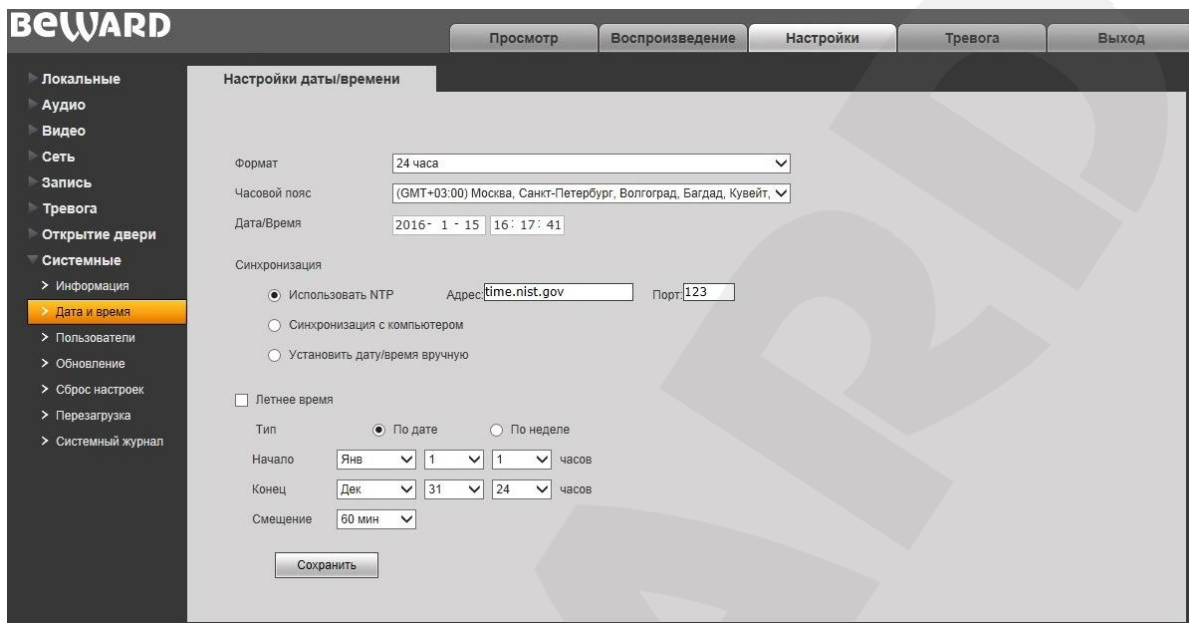 BEWARD
Просмотр Воспроизведение Настройки Тревога Выход
Локальные
Аудио
Видео
Сеть
Запись
Тревога
Открытие двери
Системные
Информация
Дата и время
Пользователи
Обновление
Сброс настроек
Перезагрузка
Системный журнал
Настройки даты/времени
Формат 24 часа
Часовой пояс (GMT+03:00) Москва, Санкт-Петербург, Волгоград, Багдад, Кувейт,
Дата/Время 2016- 1 - 15 16: 17: 41
Синхронизация
Использовать NTP Адрес: time.nist.gov Порт: 123
Синхронизация с компьютером
Установить дату/время вручную
Летнее время
Тип По дате По неделе
Начало Янв 1 1 часов
Конец Дек 31 24 часов
Смещение 60 мин
Сохранить